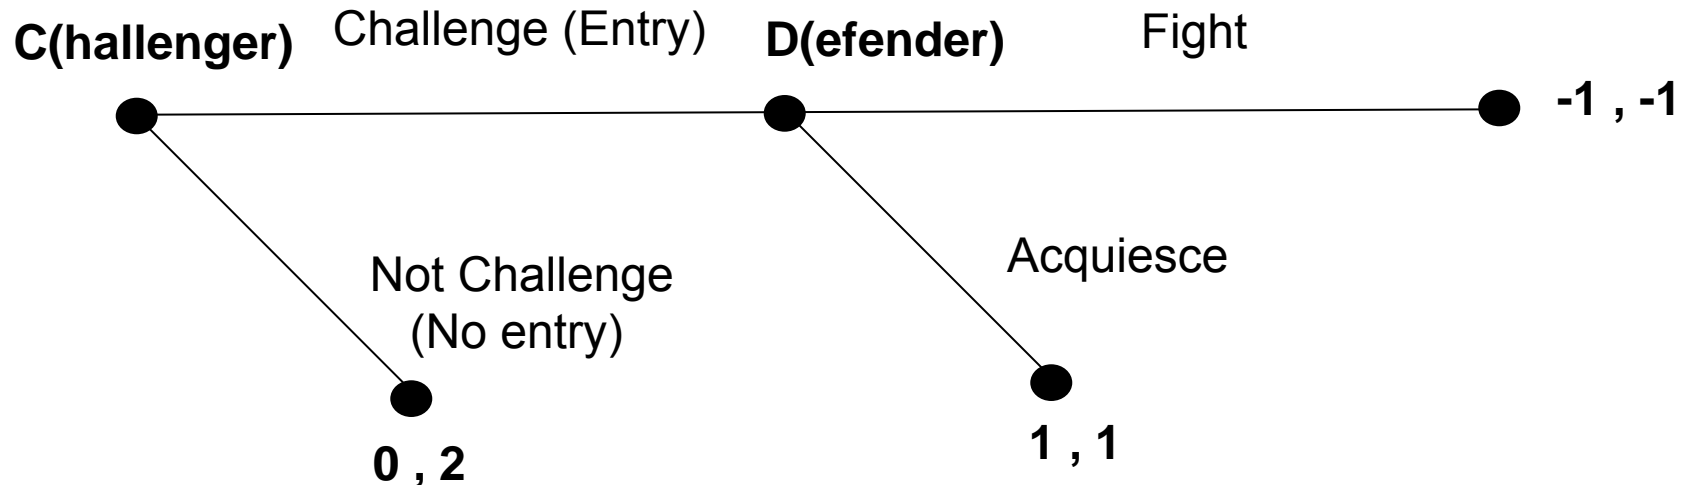 C(hallenger)
Challenge (Entry)
D(efender)
Fight
-1 , -1
Not Challenge
(No entry)
Acquiesce
0 , 2
1 , 1